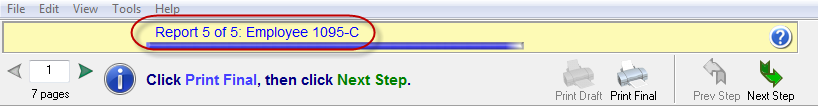 File Edit View Tools Help
Report 5 of 5: Employee 1095-C
?
1
7 pages
i Click Print Final, then click Next Step.
Print Draft Print Final Prev Step Next Step